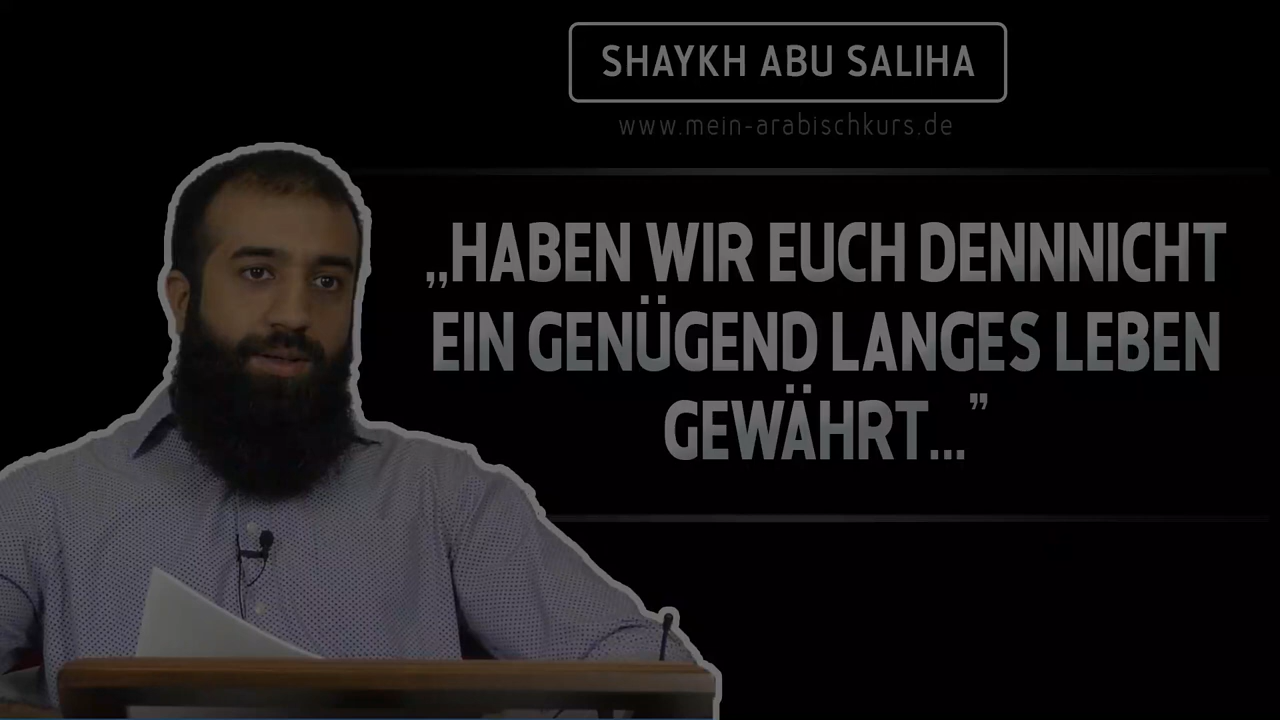 SHAYKH ABU SALIHA
www.mein-arabischkurs.de
„HABEN WIR EUCH DENNNICHT
EIN GENÜGEND LANGES LEBEN
GEWÄHRT...”